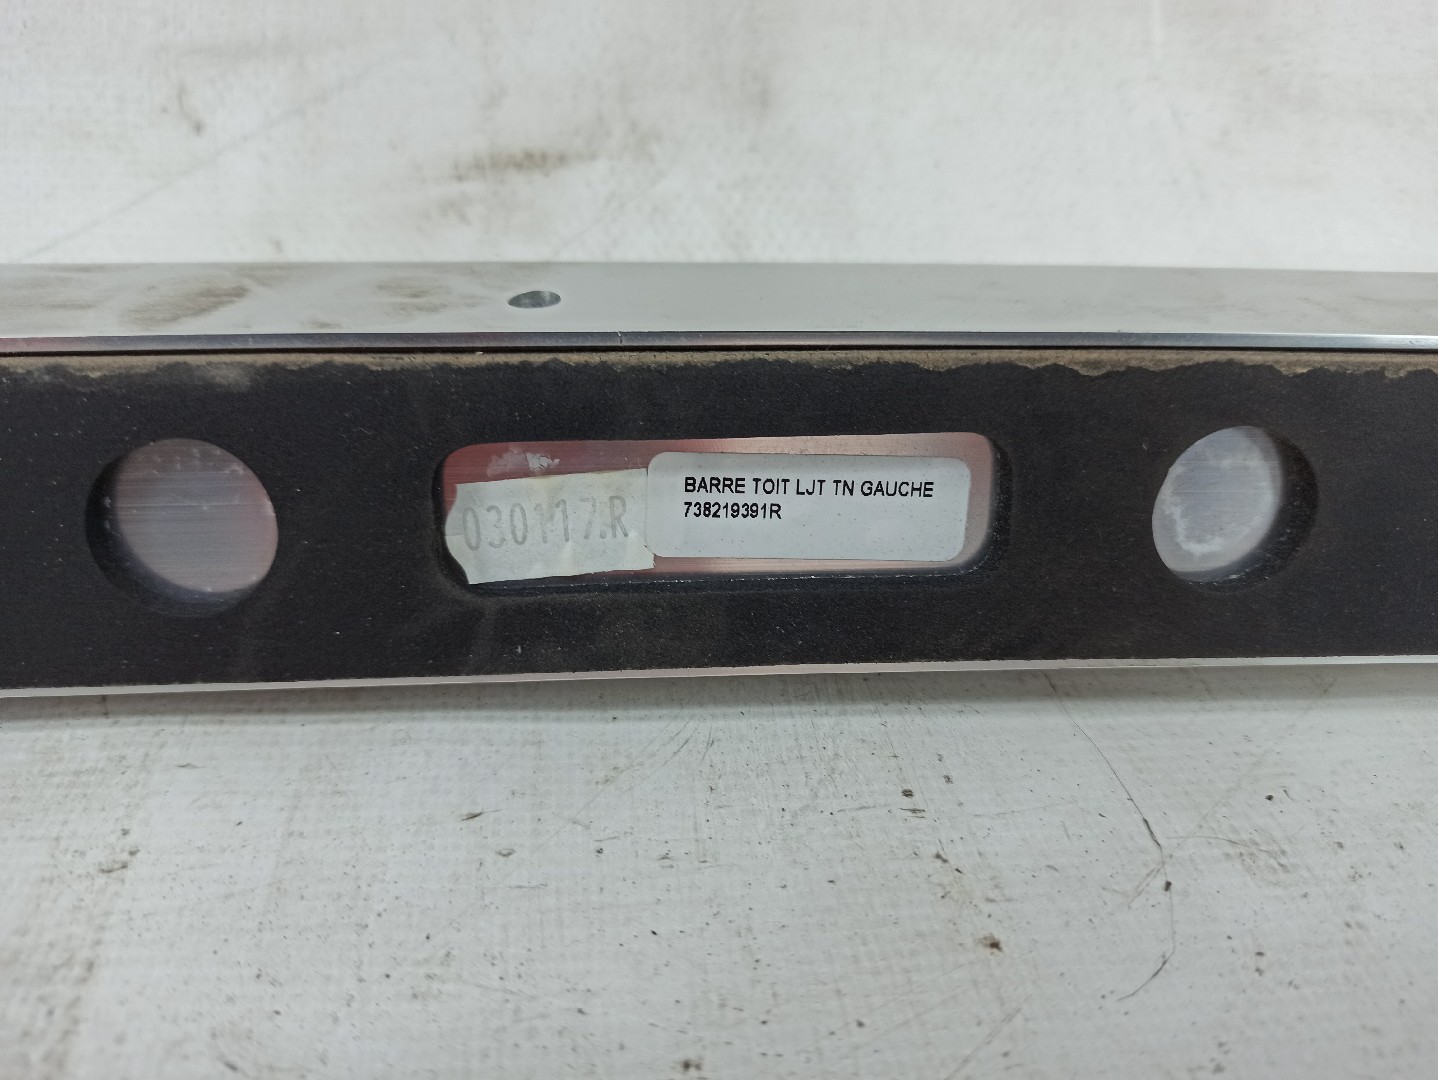 030117.R
BARRE TOIT LJT TN GAUCHE
738219391R